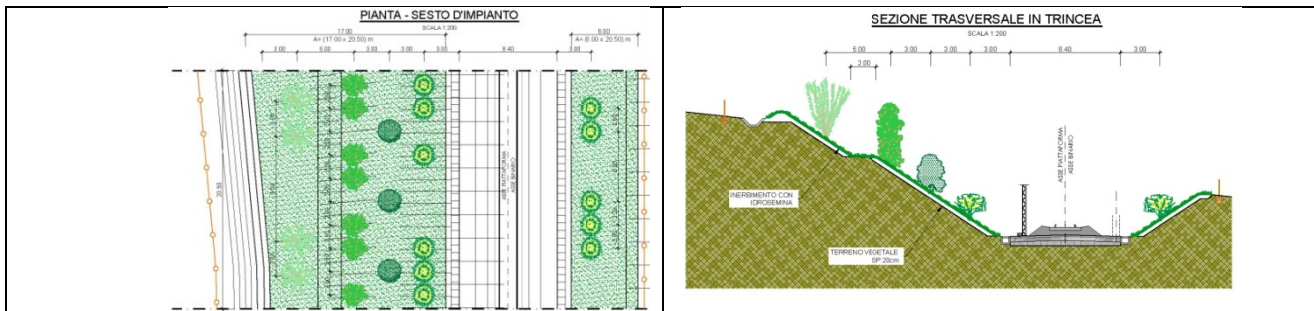 PIANTA - SESTO D'IMPIANTO
SCALA 1:200
17.00
A= (17.00 x 20.50) m
6.00
A= (6.00 x 20.50) m
3.00
6.00
3.00
3.00
8.40
3.00
20.50
ASSE PIATTAFORMA
ASSE BINARIO
SEZIONE TRASVERSALE IN TRINCEA
SCALA 1:200
5.00
3.00
2.00
3.00
8.40
3.00
2.00
ASSE PIATTAFORMA
ASSE BINARIO
INERBIMENTO CON
IDROSEMINA
TERRENO VEGETALE
SP 20cm